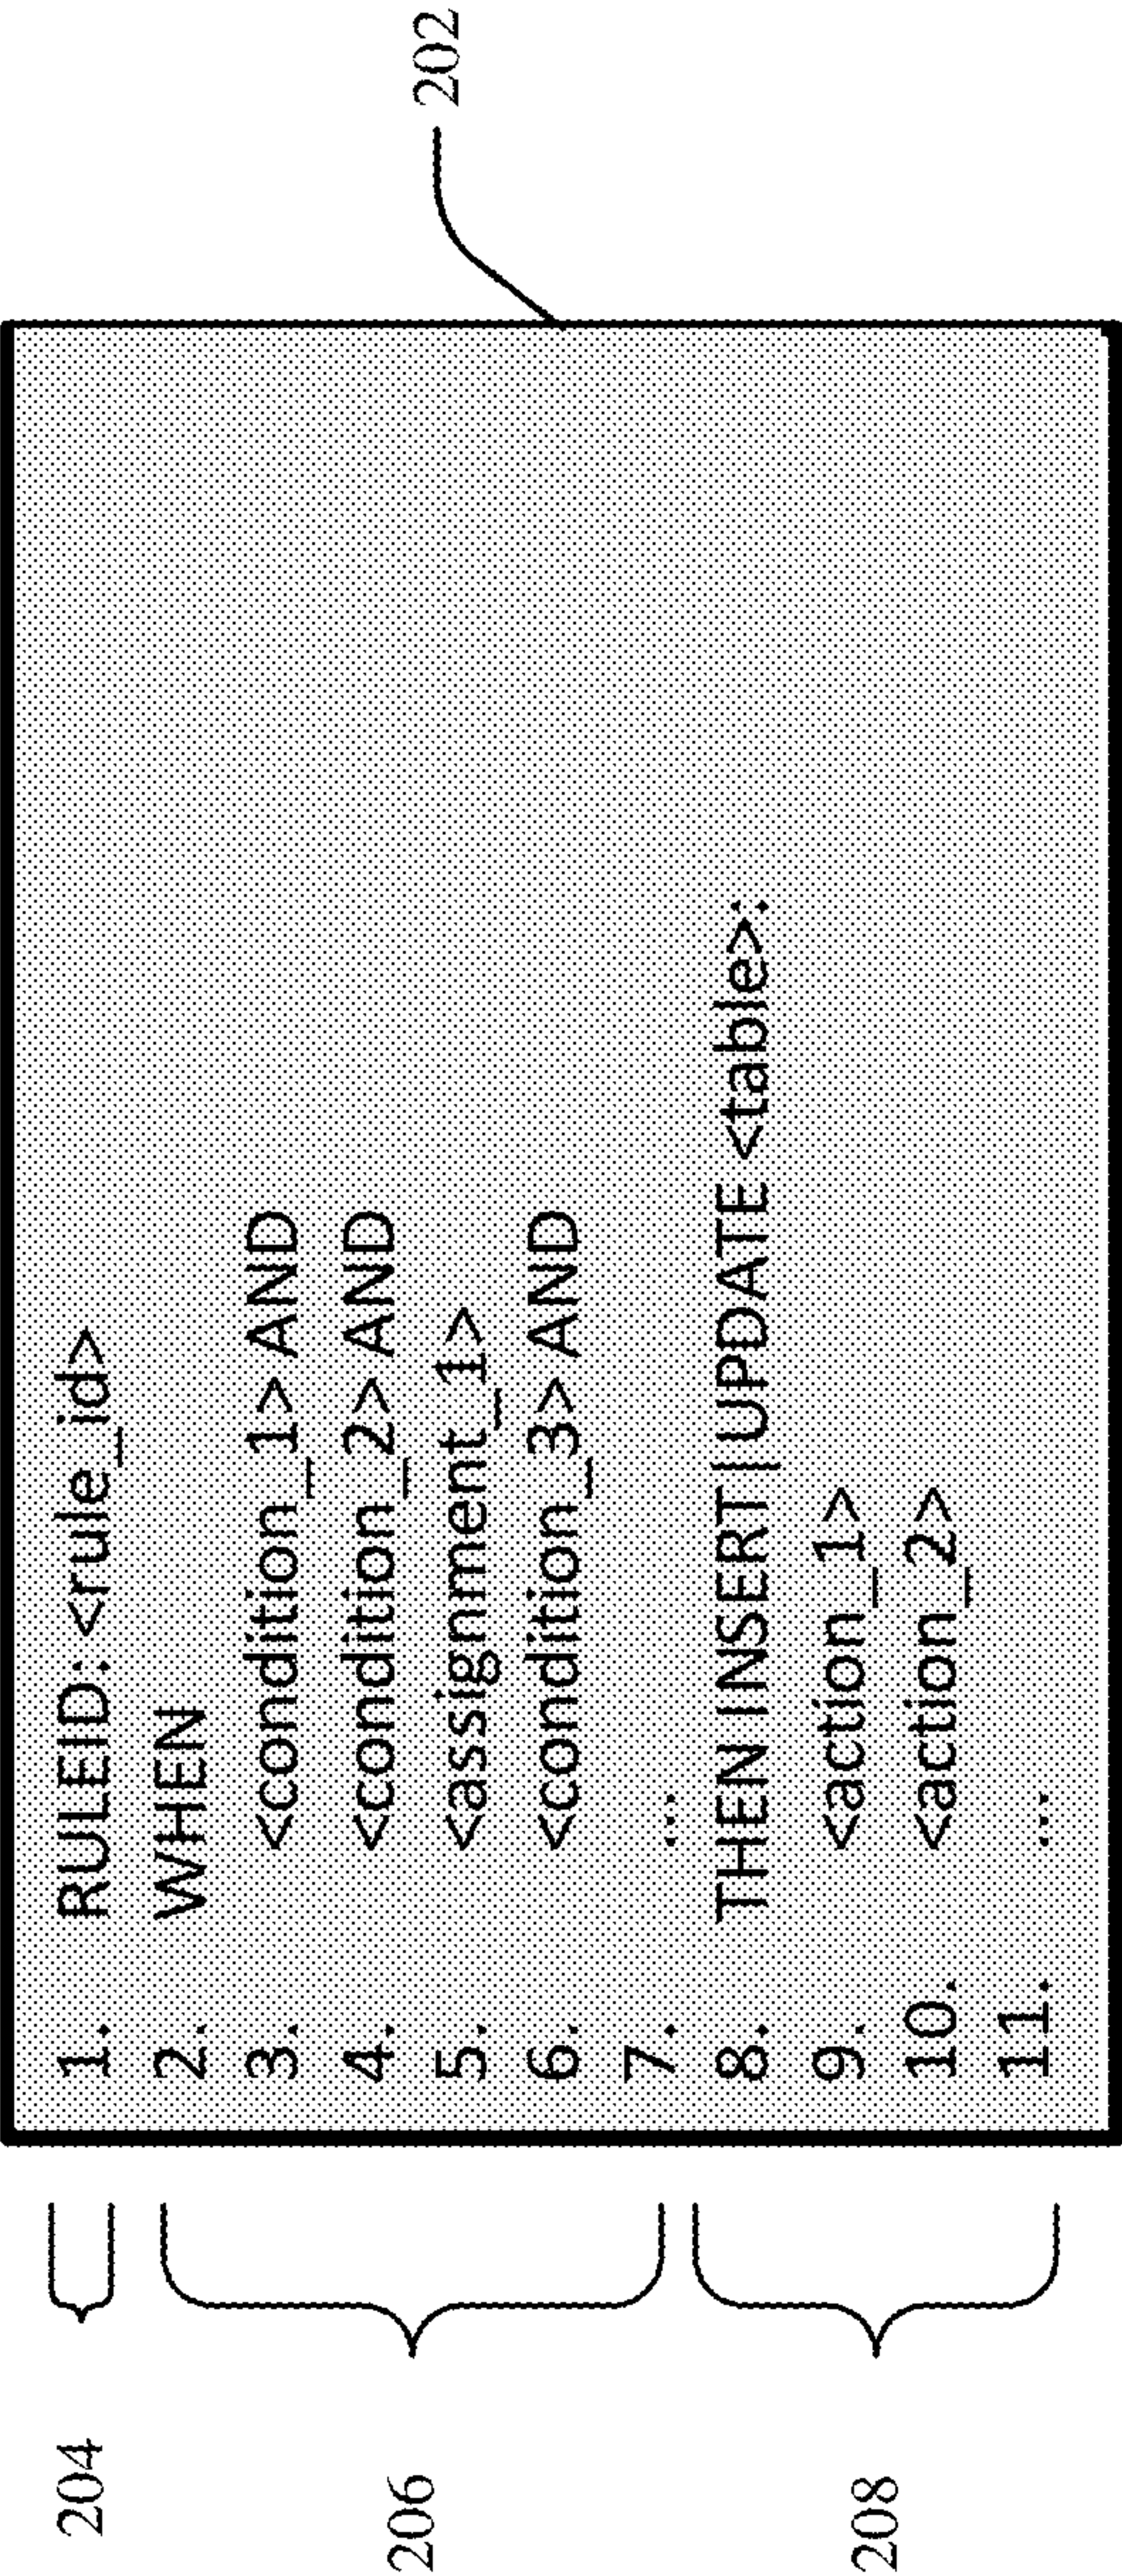 204
206
208
1. RULEID: <rule_id>
2. WHEN
3. <condition_1> AND
4. <condition_2> AND
5. <assignment_1>
6. <condition_3> AND
7. ...
8. THEN INSERT|UPDATE <table>:
9. <action_1>
10. <action_2>
11. ...
202